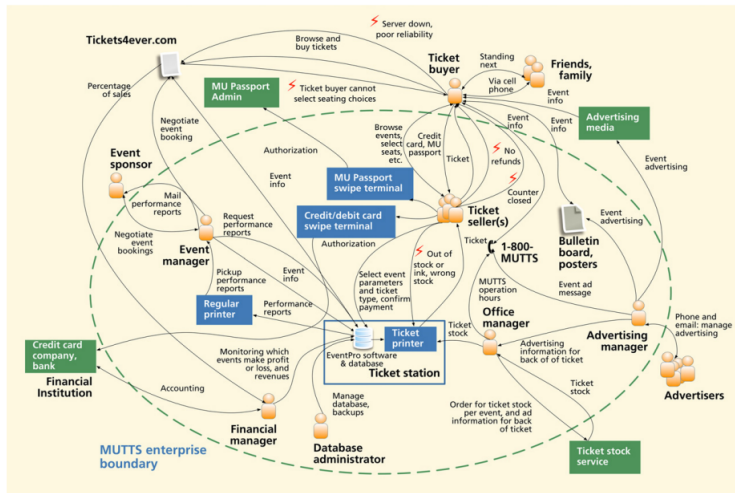 Server down,
poor reliability
Tickets4ever.com
Browse and
buy tickets
Ticket
buyer
Standing
next
Via cell
phone
Friends,
family
Percentage
of sales
MU Passport
Admin
Ticket buyer cannot
select seating choices
Event
info
Advertising
media
Negotiate
event
booking
Authorization
Browse
events,
select
seats,
etc.
Credit
card, MU
passport
Ticket
No
refunds
Event
info
Event
info
Event
advertising
Event
sponsor
Event
info
MU Passport
swipe terminal
Counter
closed
Mail
performance
reports
Request
performance
reports
Credit/debit card
swipe terminal
Ticket
seller(s)
Event
advertising
Negotiate
event
bookings
Event
manager
Authorization
Out of
stock or
ink, wrong
stock
Ticket
1-800-
MUTTS
Bulletin
board,
posters
Pickup
performance
reports
Event
info
Select event
parameters
and ticket
type, confirm
payment
MUTTS
operation
hours
Event ad
message
Regular
printer
Performance
reports
Office
manager
Advertising
manager
Phone and
email: manage
advertising
Credit card
company,
bank
Financial
Institution
Monitoring which
events make profit
or loss, and
revenues
EventPro software
& database
Ticket
printer
Ticket station
Ticket
stock
Advertising
information for
back of of ticket
Advertisers
Accounting
Manage
database,
backups
Order for ticket stock
per event, and ad
information for back
of ticket
Ticket
stock
Financial
manager
Database
administrator
Ticket stock
service
MUTTS enterprise
boundary